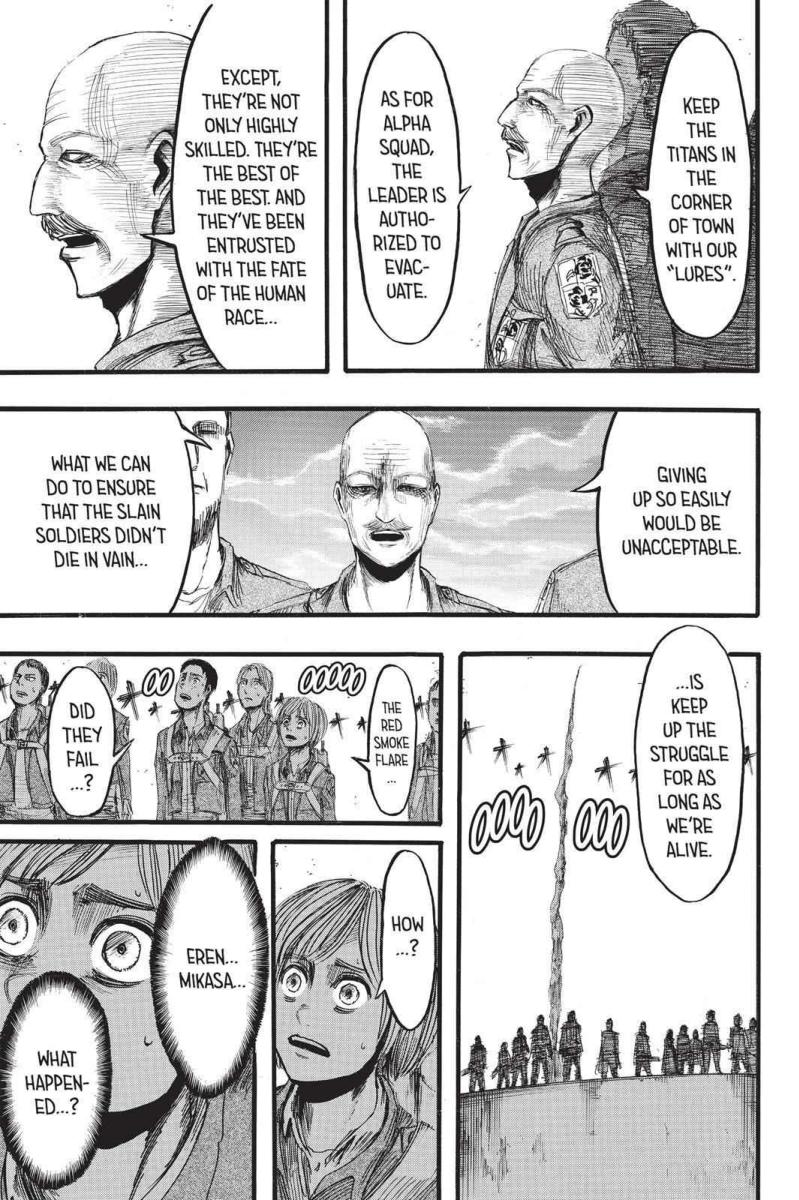 KEEP
THE
TITANS IN
THE
CORNER
OF TOWN
WITH OUR
"LURES".
AS FOR
ALPHA
SQUAD,
THE
LEADER IS
AUTHO-
RIZED TO
EVAC-
UATE.
EXCEPT,
THEY'RE NOT
ONLY HIGHLY
SKILLED. THEY'RE
THE BEST OF
THE BEST. AND
THEY'VE BEEN
ENTRUSTED
WITH THE FATE
OF THE HUMAN
RACE...
GIVING
UP SO EASILY
WOULD BE
UNACCEPTABLE.
WHAT WE CAN
DO TO ENSURE
THAT THE SLAIN
SOLDIERS DIDN'T
DIE IN VAIN...
...IS
KEEP
UP THE
STRUGGLE
FOR AS
LONG AS
WE'RE
ALIVE.
OOO
OOOO
THE
RED
SMOKE
FLARE
...
OOOOO
OO
DID
THEY
FAIL
...?
HOW
...?
EREN...
MIKASA...
WHAT
HAPPEN-
ED...?